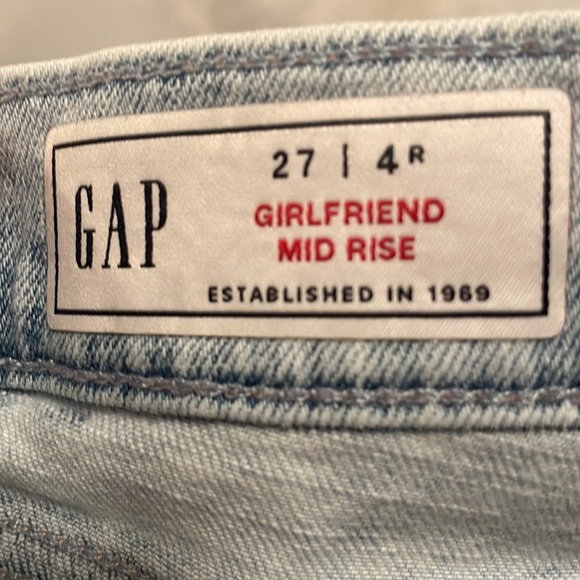 GAP
27 | 4R
GIRLFRIEND
MID RISE
ESTABLISHED IN 1969